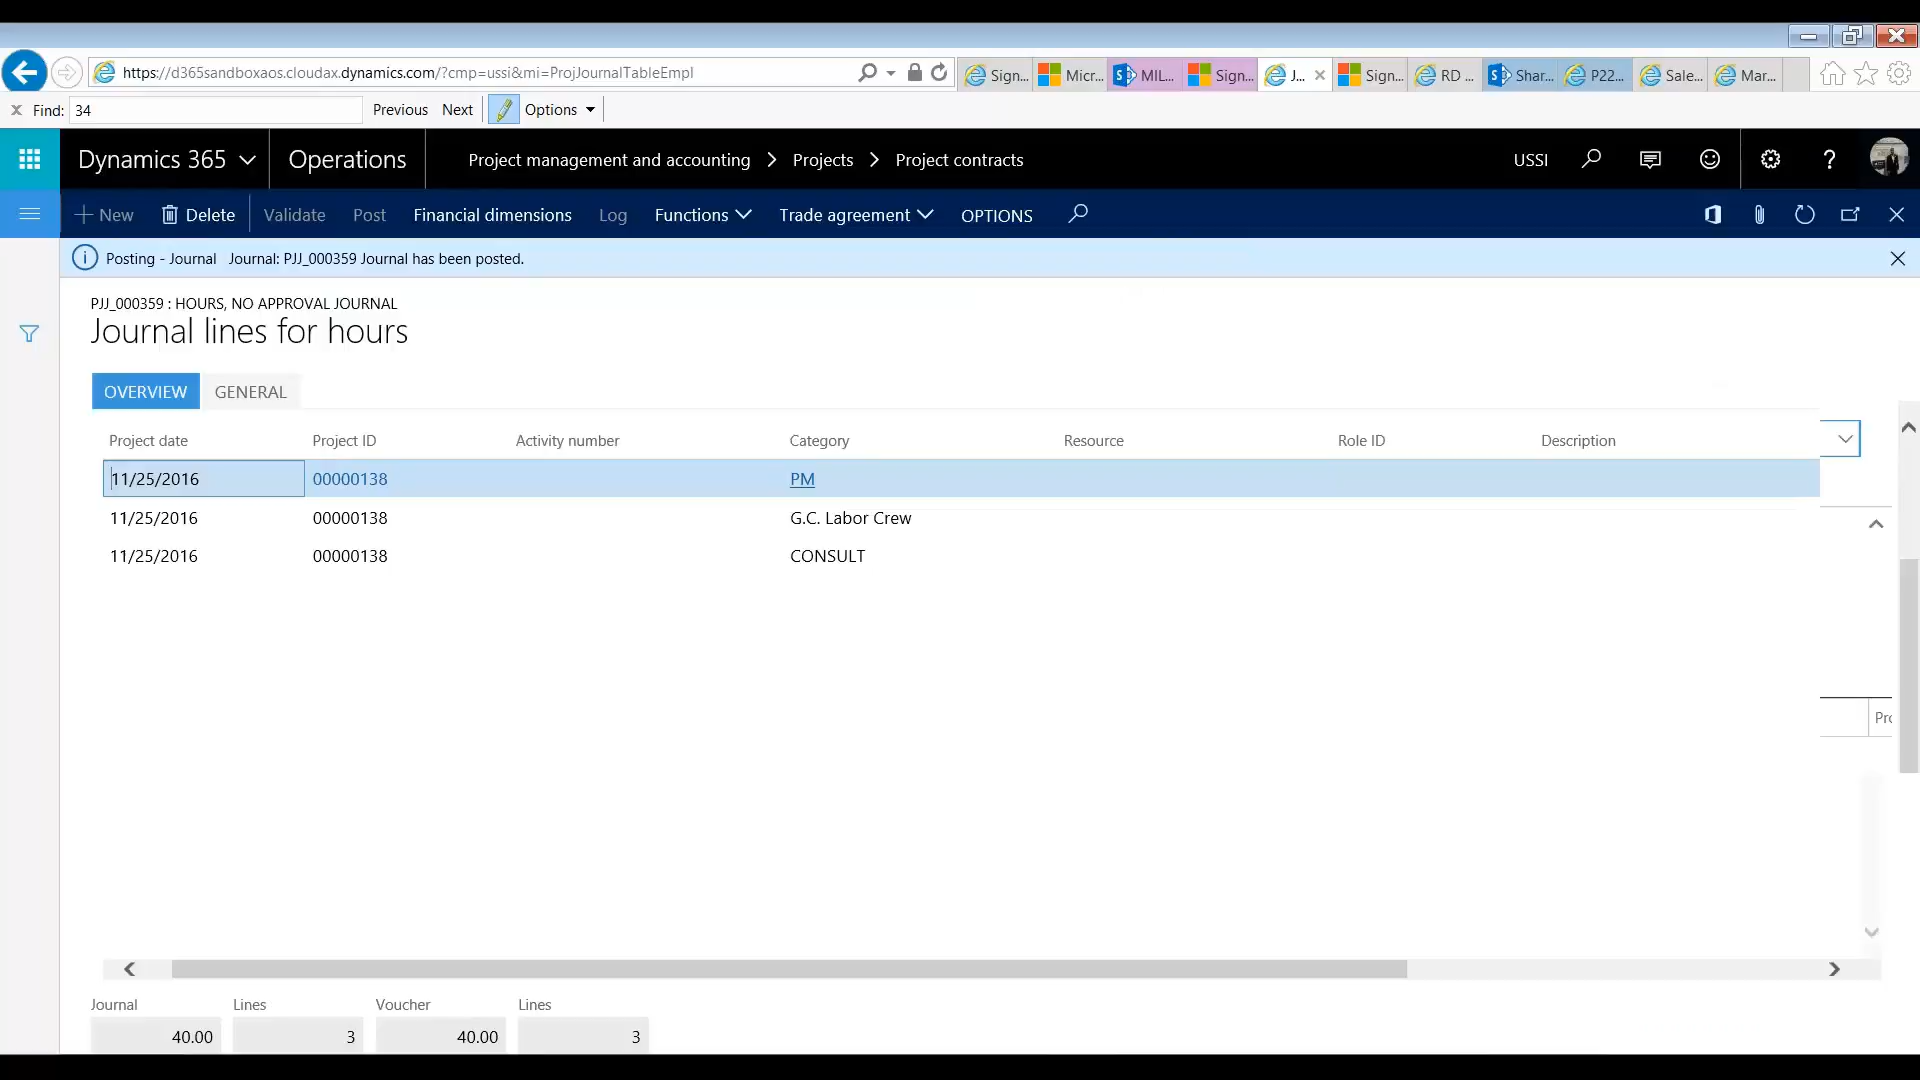 https://d365sandboxaos.cloudax.dynamics.com/?cmp=ussi&mi=ProjJournalTableEmpl
Sign... Micr... MIL... Sign... J... Sign... RD ... Shar... P22... Sale... Mar...
x Find: 34 Previous Next Options
Dynamics 365 Operations Project management and accounting > Projects > Project contracts USSI ?
+ New Delete Validate Post Financial dimensions Log Functions Trade agreement OPTIONS
Posting - Journal Journal: PJJ_000359 Journal has been posted.
PJJ_000359 : HOURS, NO APPROVAL JOURNAL
Journal lines for hours
OVERVIEW GENERAL
Project date Project ID Activity number Category Resource Role ID Description
11/25/2016 00000138 PM
11/25/2016 00000138 G.C. Labor Crew
11/25/2016 00000138 CONSULT
Prc
Journal Lines Voucher Lines
40.00 3 40.00 3